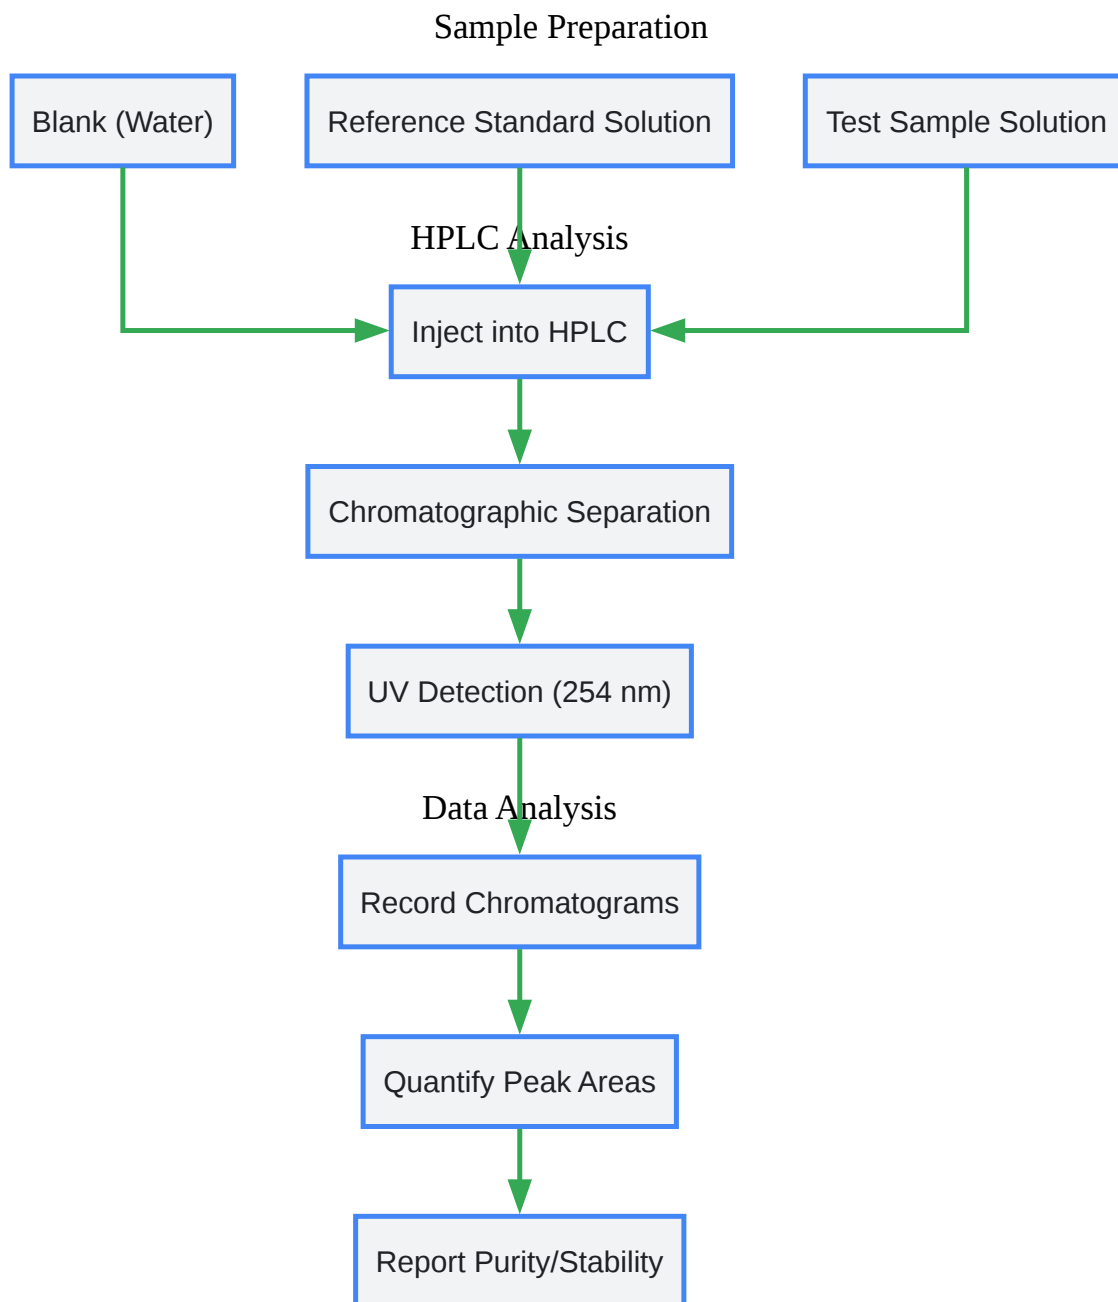 Sample Preparation
Blank (Water)
Reference Standard Solution
Test Sample Solution
HPLC Analysis
Inject into HPLC
Chromatographic Separation
UV Detection (254 nm)
Data Analysis
Record Chromatograms
Quantify Peak Areas
Report Purity/Stability